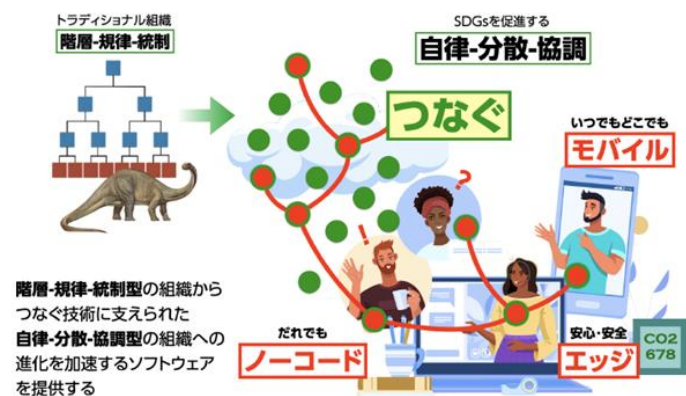 トラディショナル組織
階層-規律-統制
SDGsを促進する
自律-分散-協調
つなぐ
いつでもどこでも
モバイル
?
!
階層-規律-統制型の組織から
つなぐ技術に支えられた
自律-分散-協調型の組織への
進化を加速するソフトウェア
を提供する
だれでも
ノーコード
安心・安全
エッジ
CO2
678